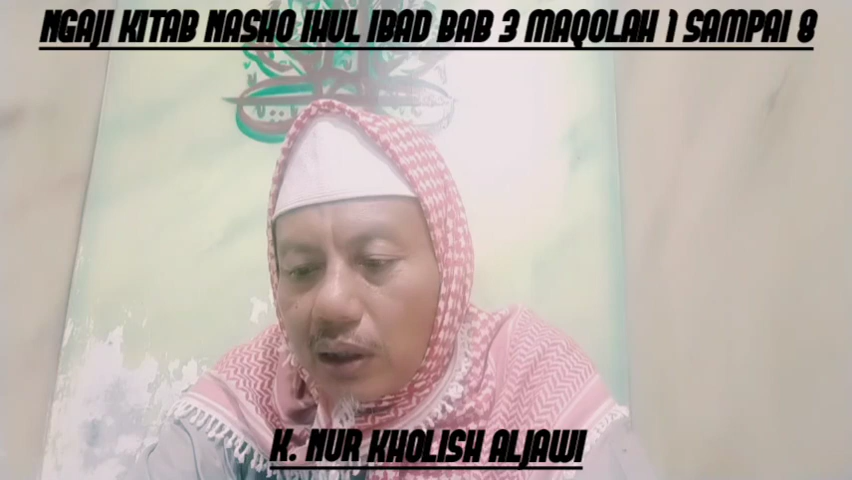 NGAJI KITAB NASHO IHUL IBAD BAB 3 MAQOLAH 1 SAMPAI 8
K. NUR KHOLISH ALJAWI